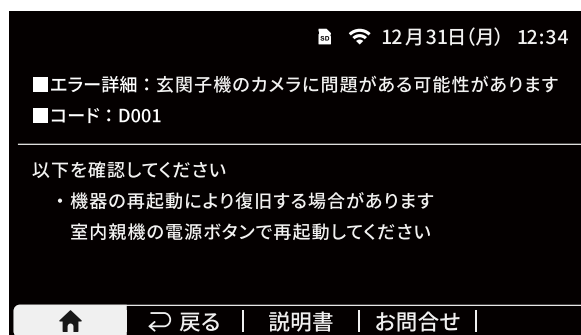 SD 12月31日(月) 12:34
■エラー詳細：玄関子機のカメラに問題がある可能性があります
■コード：D001
以下を確認してください
・機器の再起動により復旧する場合があります
室内親機の電源ボタンで再起動してください
戻る | 説明書 | お問合せ |